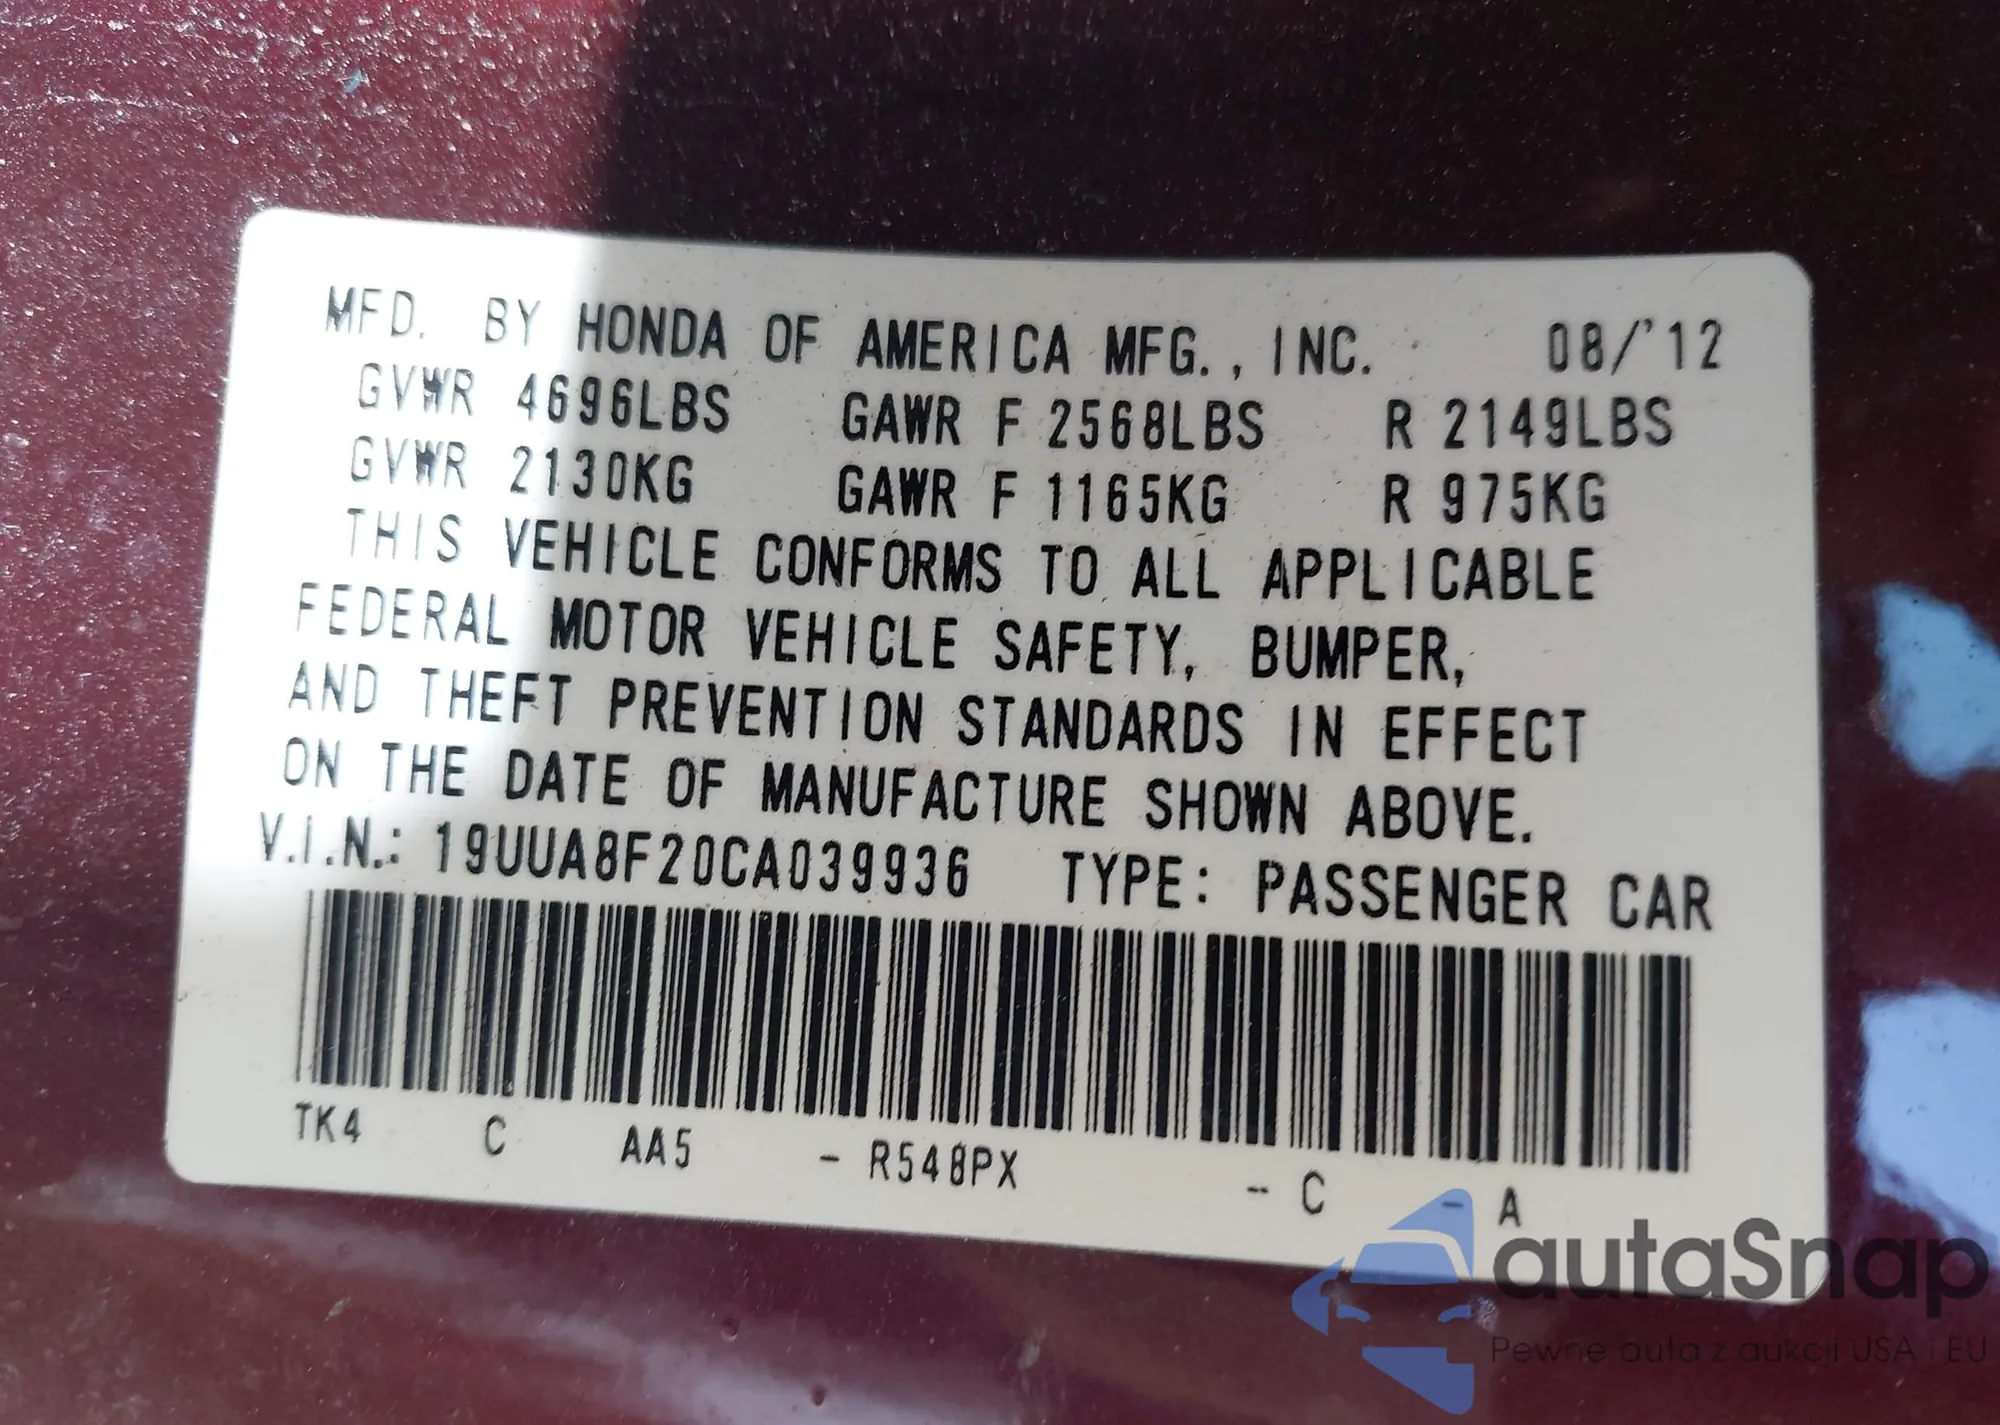 MFD. BY HONDA OF AMERICA MFG., INC. 08/'12
GVWR 4696LBS GAWR F 2568LBS R 2149LBS
GVWR 2130KG GAWR F 1165KG R 975KG
THIS VEHICLE CONFORMS TO ALL APPLICABLE
FEDERAL MOTOR VEHICLE SAFETY, BUMPER,
AND THEFT PREVENTION STANDARDS IN EFFECT
ON THE DATE OF MANUFACTURE SHOWN ABOVE.
V.I.N.: 19UUA8F20CA039936 TYPE: PASSENGER CAR
TK4 C AA5 - R548PX - C - A
autaSnap
Pewne auta z aukcji USA i EU